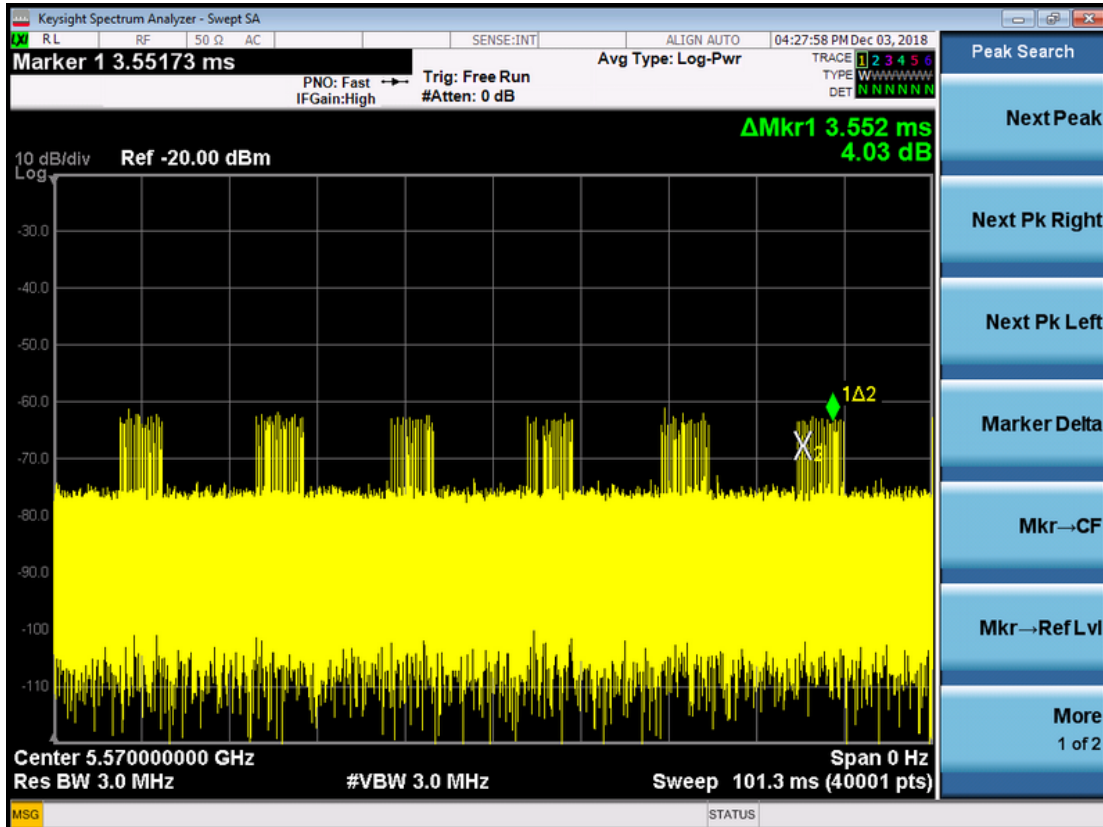 Keysight Spectrum Analyzer - Swept SA
LXI RL RF 50 Ω AC SENSE:INT ALIGN AUTO 04:27:58 PM Dec 03, 2018
Marker 1 3.55173 ms
PNO: Fast
IFGain:High
Trig: Free Run
#Atten: 0 dB
Avg Type: Log-Pwr
TRACE 1 2 3 4 5 6
TYPE WWWWWW
DET N N N N N N
ΔMkr1 3.552 ms
4.03 dB
10 dB/div Ref -20.00 dBm
Log
-30.0
-40.0
-50.0
-60.0
-70.0
-80.0
-90.0
-100
-110
1Δ2
2
Center 5.570000000 GHz Span 0 Hz
Res BW 3.0 MHz #VBW 3.0 MHz Sweep 101.3 ms (40001 pts)
MSG STATUS
Peak Search
Next Peak
Next Pk Right
Next Pk Left
Marker Delta
Mkr→CF
Mkr→Ref Lvl
More
1 of 2